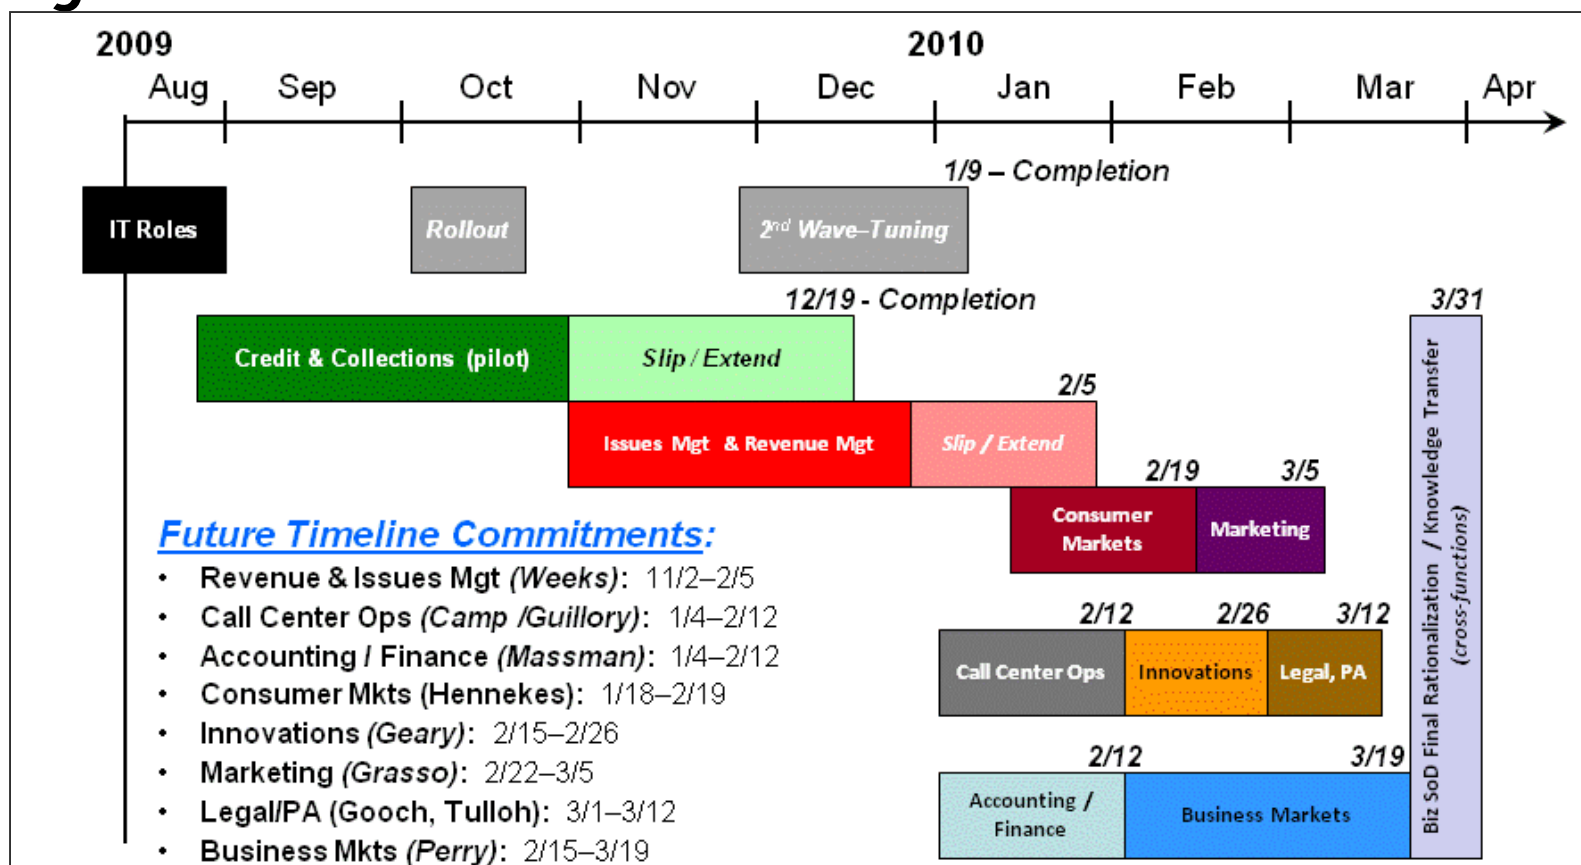 2009 2010
Aug Sep Oct Nov Dec Jan Feb Mar Apr
1/9 – Completion
IT Roles
Rollout
2nd Wave–Tuning
12/19 - Completion
3/31
Credit & Collections (pilot)
Slip / Extend
2/5
Issues Mgt & Revenue Mgt
Slip / Extend
2/19
3/5
Consumer
Markets
Marketing
Future Timeline Commitments:
• Revenue & Issues Mgt (Weeks): 11/2–2/5
• Call Center Ops (Camp /Guillory): 1/4–2/12
• Accounting / Finance (Massman): 1/4–2/12
• Consumer Mkts (Hennekes): 1/18–2/19
• Innovations (Geary): 2/15–2/26
• Marketing (Grasso): 2/22–3/5
• Legal/PA (Gooch, Tulloh): 3/1–3/12
• Business Mkts (Perry): 2/15–3/19
2/12
2/26
3/12
Call Center Ops
Innovations
Legal, PA
2/12
3/19
Accounting /
Finance
Business Markets
Biz SoD Final Rationalization / Knowledge Transfer
(cross-functions)